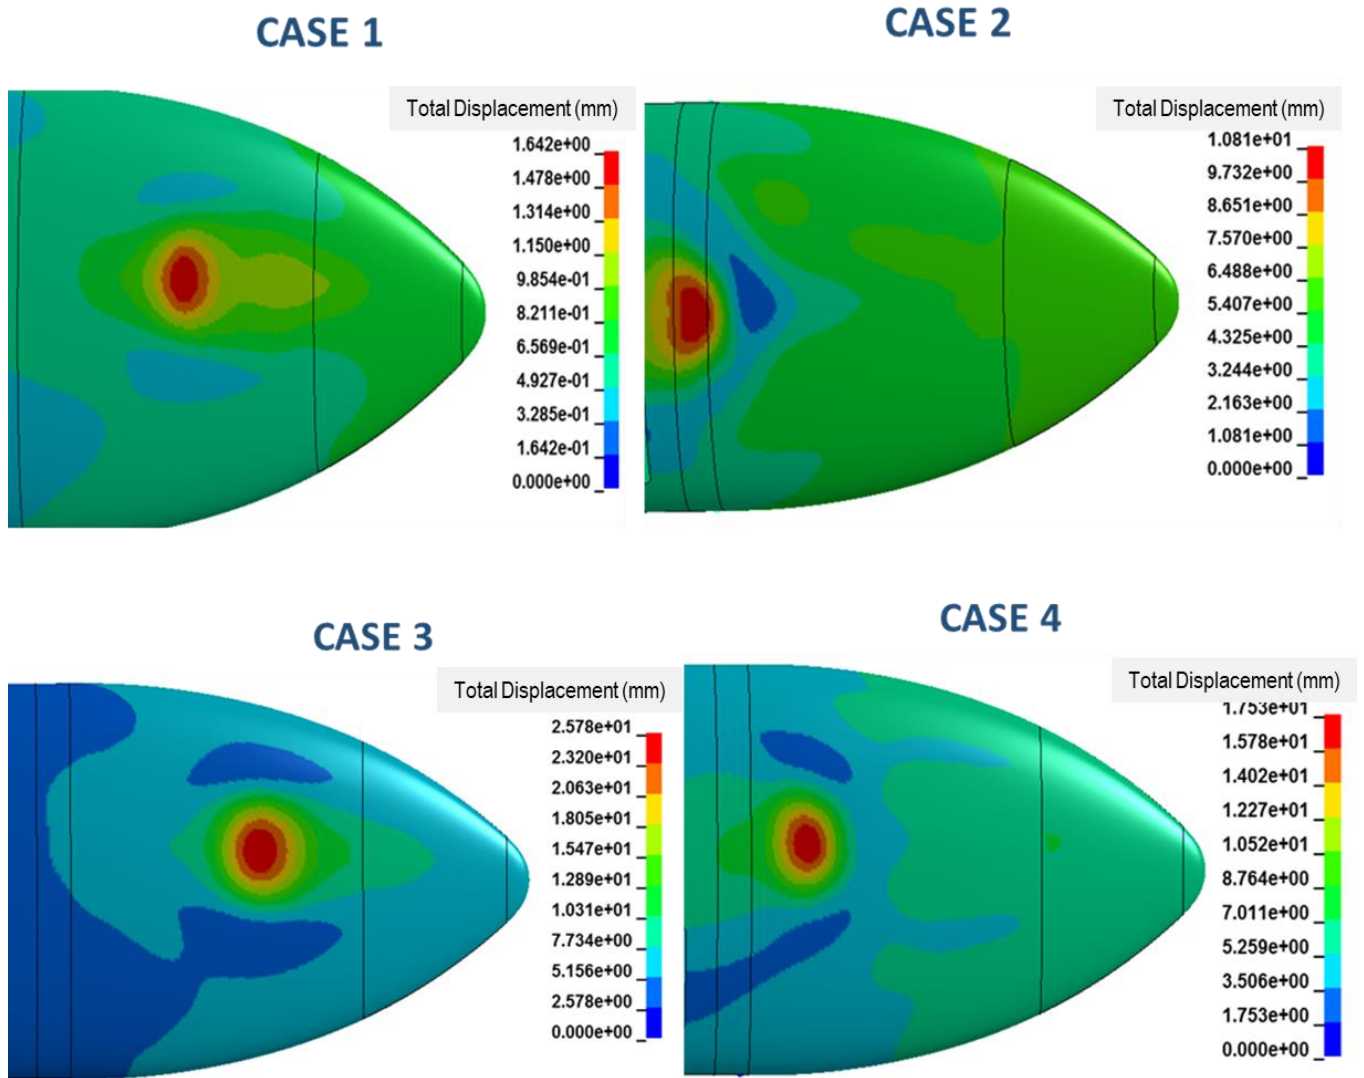 CASE 1
Total Displacement (mm)
1.642e+00
1.478e+00
1.314e+00
1.150e+00
9.854e-01
8.211e-01
6.569e-01
4.927e-01
3.285e-01
1.642e-01
0.000e+00
CASE 2
Total Displacement (mm)
1.081e+01
9.732e+00
8.651e+00
7.570e+00
6.488e+00
5.407e+00
4.325e+00
3.244e+00
2.163e+00
1.081e+00
0.000e+00
CASE 3
Total Displacement (mm)
2.578e+01
2.320e+01
2.063e+01
1.805e+01
1.547e+01
1.289e+01
1.031e+01
7.734e+00
5.156e+00
2.578e+00
0.000e+00
CASE 4
Total Displacement (mm)
1.753e+01
1.578e+01
1.402e+01
1.227e+01
1.052e+01
8.764e+00
7.011e+00
5.259e+00
3.506e+00
1.753e+00
0.000e+00